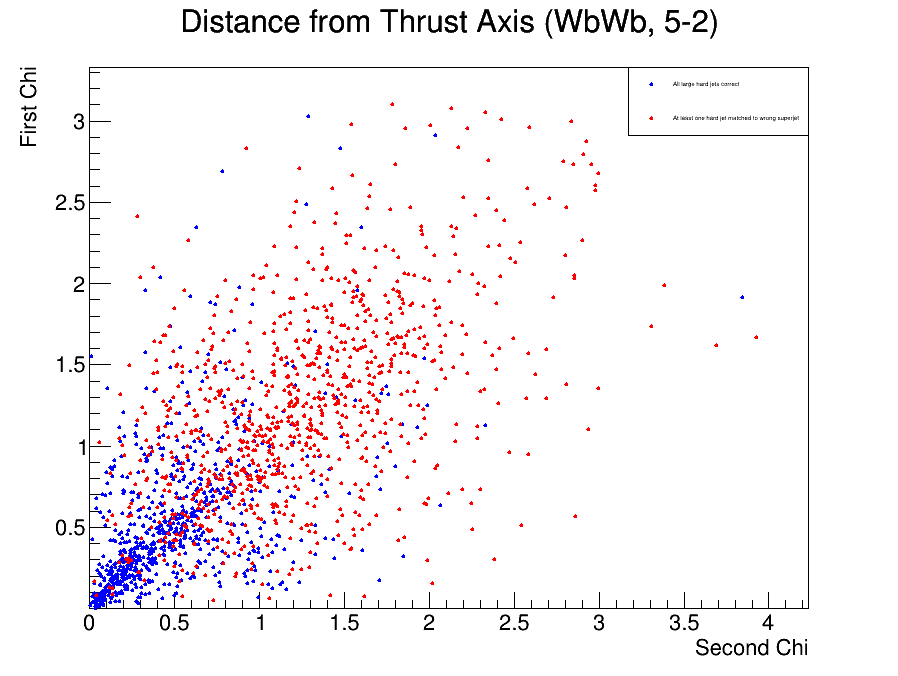 Distance from Thrust Axis (WbWb, 5-2)
First Chi
All large hard jets correct
At least one hard jet matched to wrong superjet
3
2.5
2
1.5
1
0.5
0 0.5 1 1.5 2 2.5 3 3.5 4
Second Chi